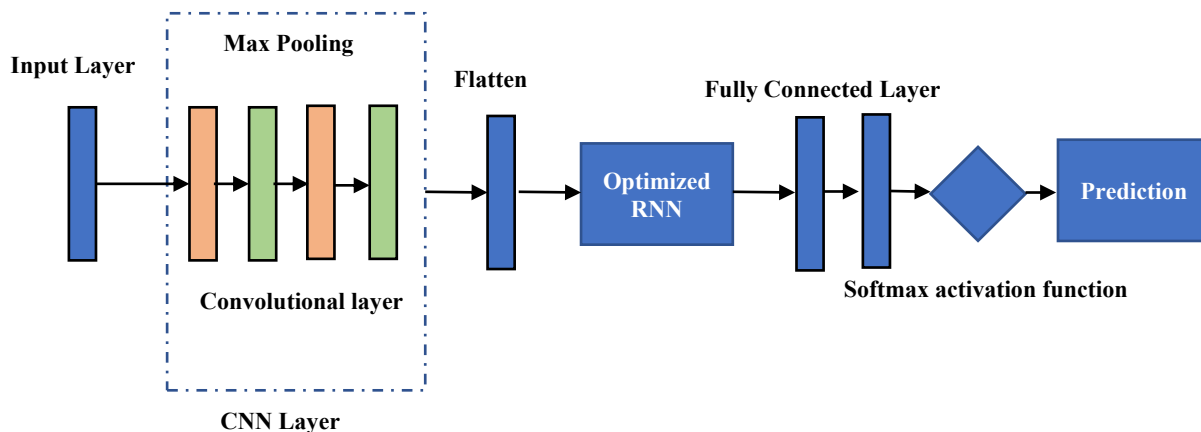 Max Pooling
Input Layer
Flatten
Fully Connected Layer
Optimized
RNN
Prediction
Convolutional layer
Softmax activation function
CNN Layer